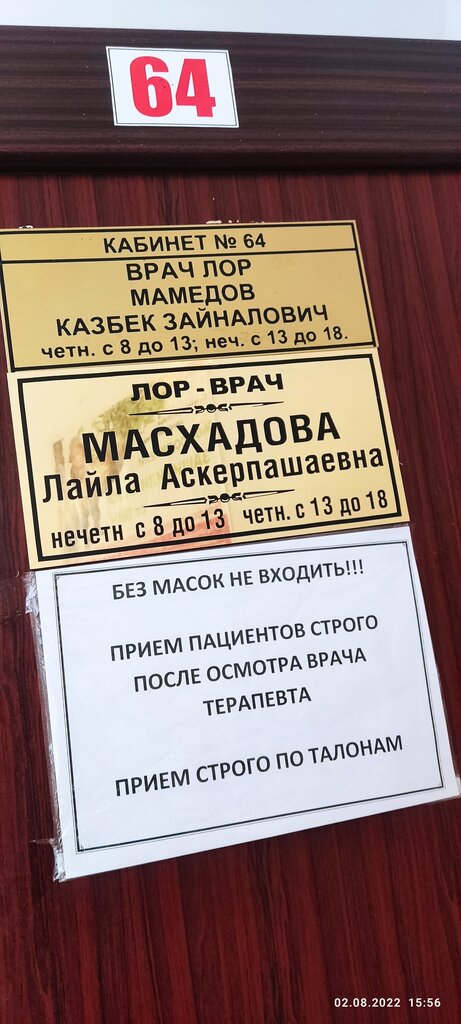 64
КАБИНЕТ № 64
ВРАЧ ЛОР
МАМЕДОВ
КАЗБЕК ЗАЙНАЛОВИЧ
четн. с 8 до 13; неч. с 13 до 18.
ЛОР - ВРАЧ
МАСХАДОВА
Лайла Аскерпашаевна
нечетн с 8 до 13 четн. с 13 до 18
БЕЗ МАСОК НЕ ВХОДИТЬ!!!
ПРИЕМ ПАЦИЕНТОВ СТРОГО
ПОСЛЕ ОСМОТРА ВРАЧА
ТЕРАПЕВТА
ПРИЕМ СТРОГО ПО ТАЛОНАМ
02.08.2022 15:56